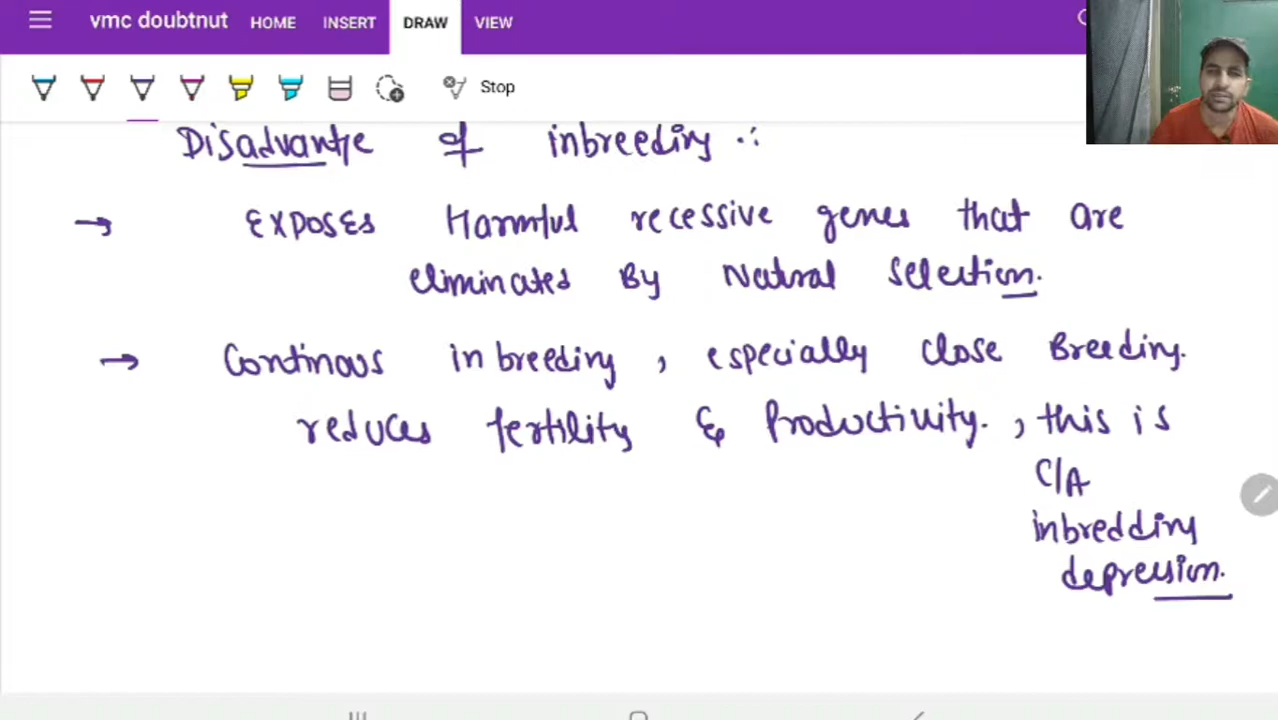 vmc doubtnut HOME INSERT DRAW VIEW
Stop
Disadvantge of inbreeding :
→ Exposes Harmful recessive genes that are
eliminated By Natural Selection.
→ Continous inbreeding, especially close Breeding.
reduces fertility & Productivity. , this is
C/A
inbredding
depression.